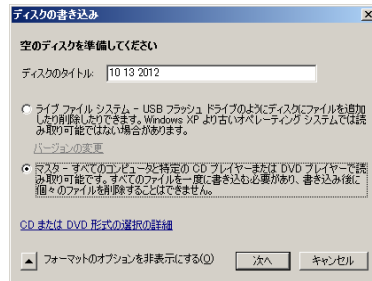 ディスクの書き込み
空のディスクを準備してください
ディスクのタイトル: 10 13 2012
ライブ ファイル システム - USB フラッシュ ドライブのようにディスクにファイルを追加
したり削除したりできます。Windows XP より古いオペレーティング システムでは読
み取り可能ではない場合があります。
バージョンの変更
マスタ - すべてのコンピュータと特定の CD プレイヤーまたは DVD プレイヤーで読
み取り可能です。すべてのファイルを一度に書き込む必要があり、書き込み後に
個々のファイルを削除することはできません。
CD または DVD 形式の選択の詳細
フォーマットのオプションを非表示にする(O) 次へ キャンセル